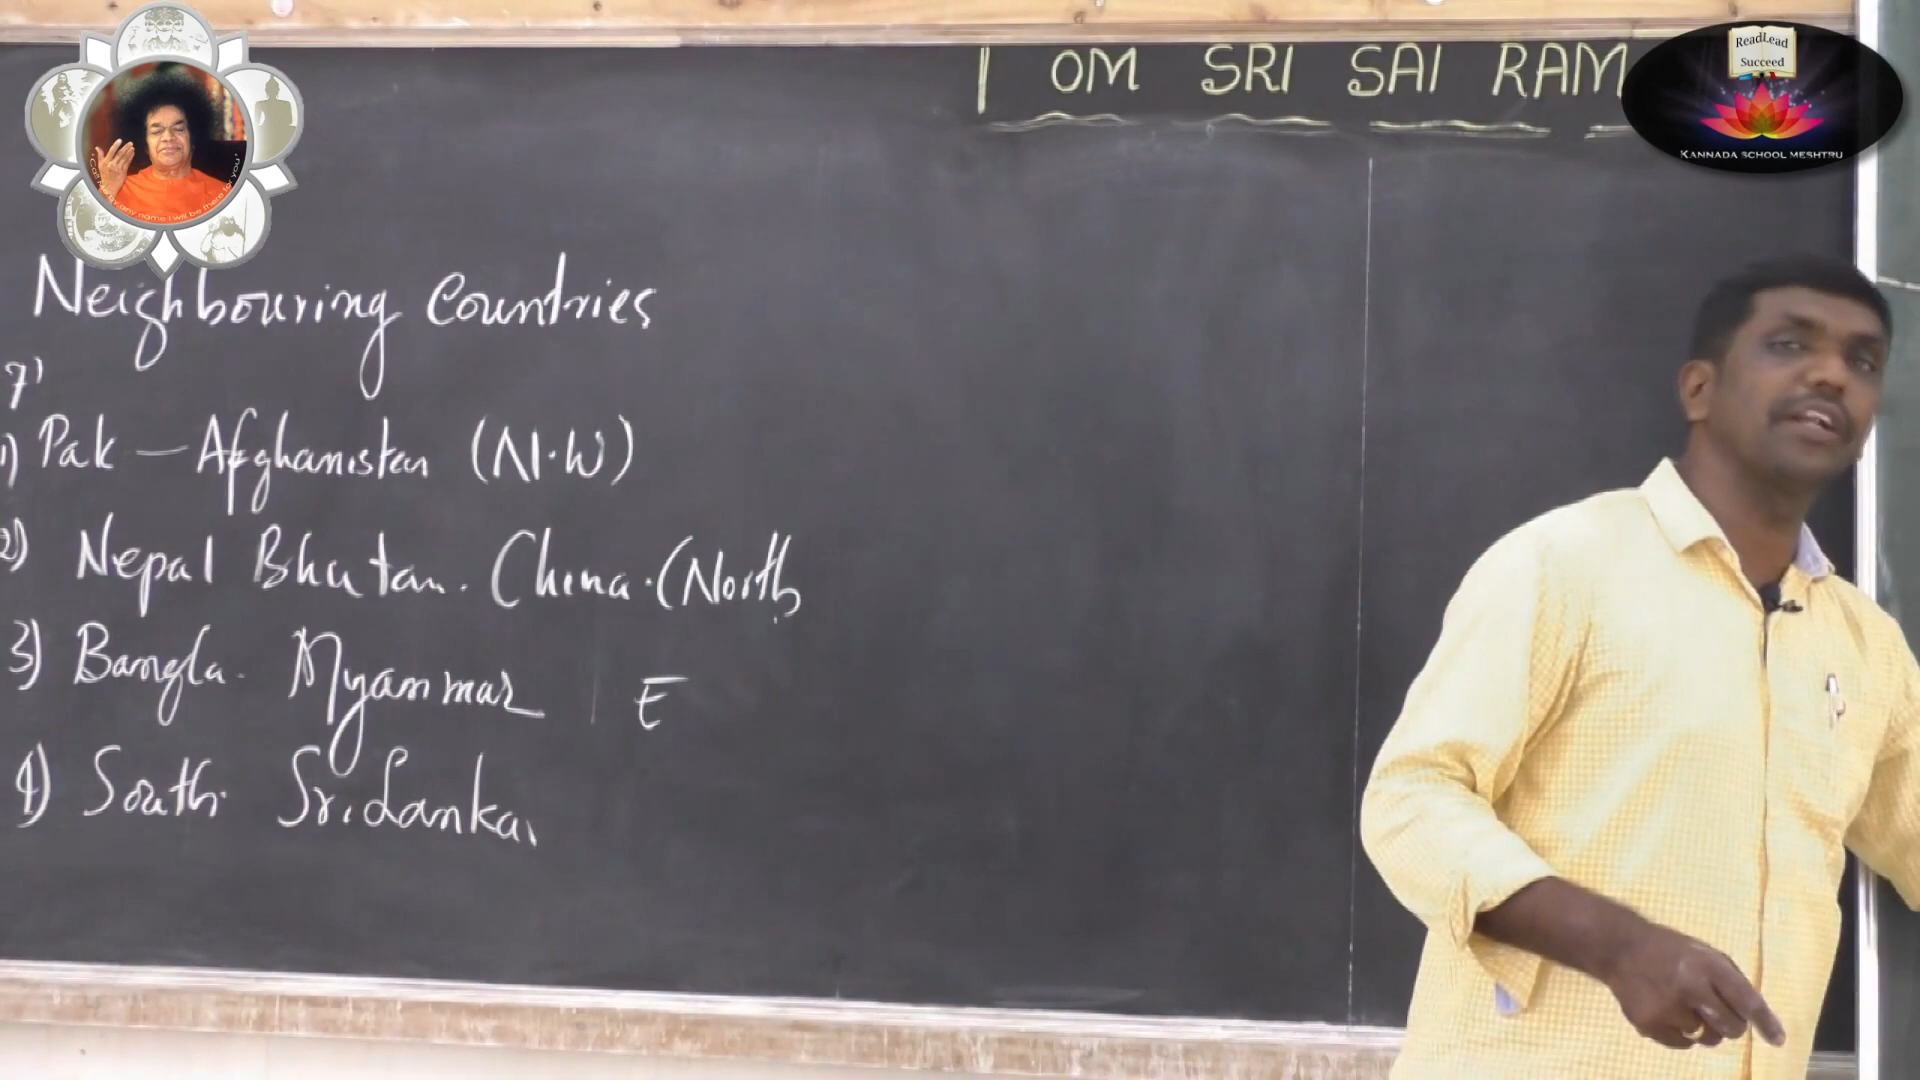 OM SRI SAI RAM
ReadLead
Succeed
KANNADA SCHOOL MESHTRU
Neighbouring Countries
7'
1) Pak — Afghanistan (N.W)
2) Nepal Bhutan. China. (North)
3) Bangla. Myanmar E
4) South. Sri Lanka,